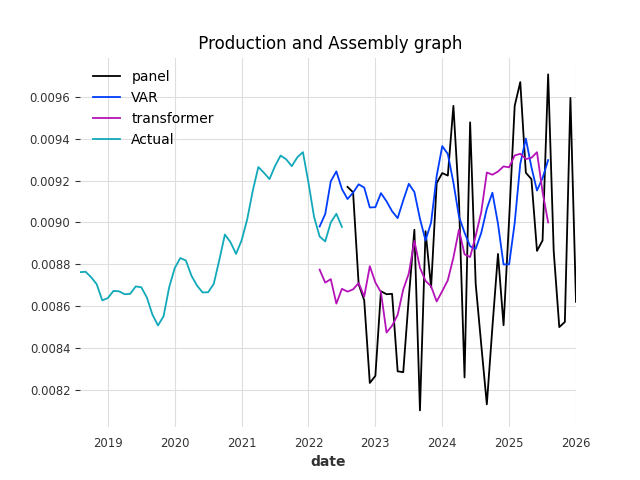 Production and Assembly graph
panel
VAR
transformer
Actual
0.0096
0.0094
0.0092
0.0090
0.0088
0.0086
0.0084
0.0082
2019 2020 2021 2022 2023 2024 2025 2026
date